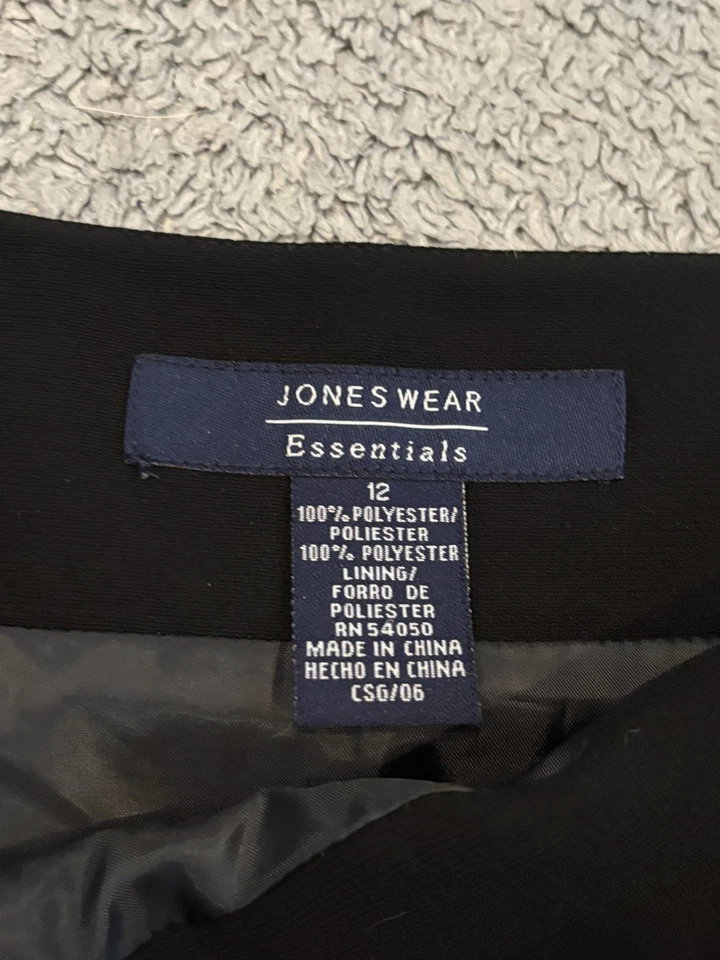 JONES WEAR
Essentials
12
100% POLYESTER/
POLIESTER
100% POLYESTER
LINING/
FORRO DE
POLIESTER
RN 54050
MADE IN CHINA
HECHO EN CHINA
CSG/06